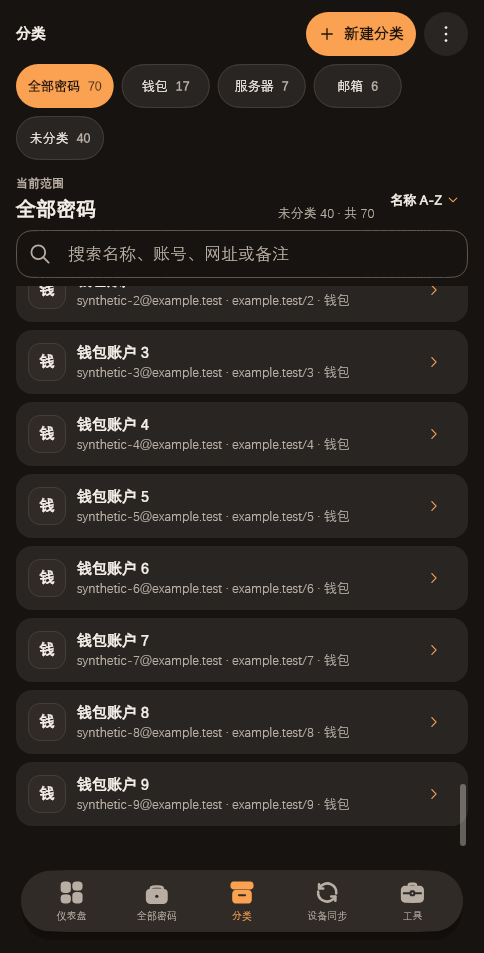 分类
新建分类
全部密码 70
钱包 17
服务器 7
邮箱 6
未分类 40
当前范围
全部密码
未分类 40 · 共 70
名称 A-Z
搜索名称、账号、网址或备注
钱
synthetic-2@example.test · example.test/2 · 钱包
钱
钱包账户 3
synthetic-3@example.test · example.test/3 · 钱包
钱
钱包账户 4
synthetic-4@example.test · example.test/4 · 钱包
钱
钱包账户 5
synthetic-5@example.test · example.test/5 · 钱包
钱
钱包账户 6
synthetic-6@example.test · example.test/6 · 钱包
钱
钱包账户 7
synthetic-7@example.test · example.test/7 · 钱包
钱
钱包账户 8
synthetic-8@example.test · example.test/8 · 钱包
钱
钱包账户 9
synthetic-9@example.test · example.test/9 · 钱包
仪表盘
全部密码
分类
设备同步
工具